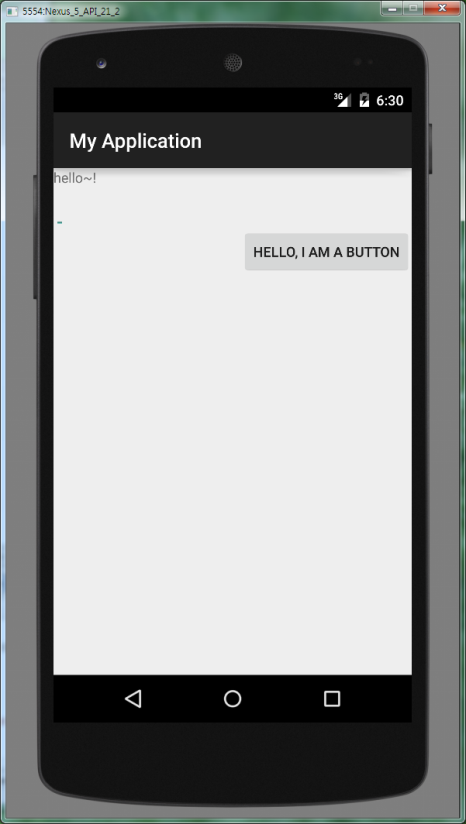 5554:Nexus_5_API_21_2
3G 6:30
My Application
hello~!
HELLO, I AM A BUTTON